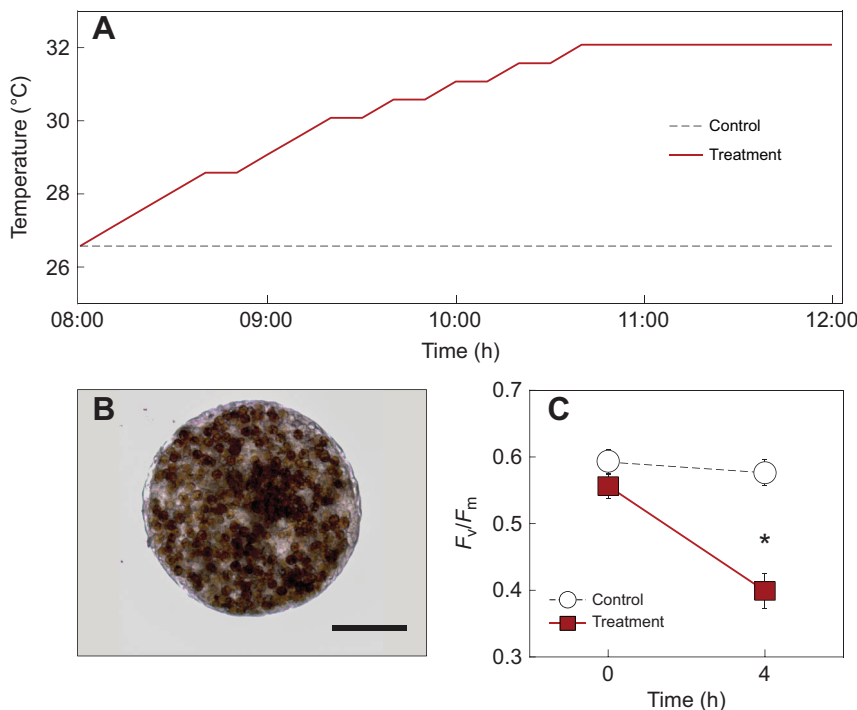 A
Temperature (°C)
32
30
28
26
Control
Treatment
08:00 09:00 10:00 11:00 12:00
Time (h)
B
C
Fv/Fm
0.7
0.6
0.5
0.4
0.3
*
Control
Treatment
0 4
Time (h)